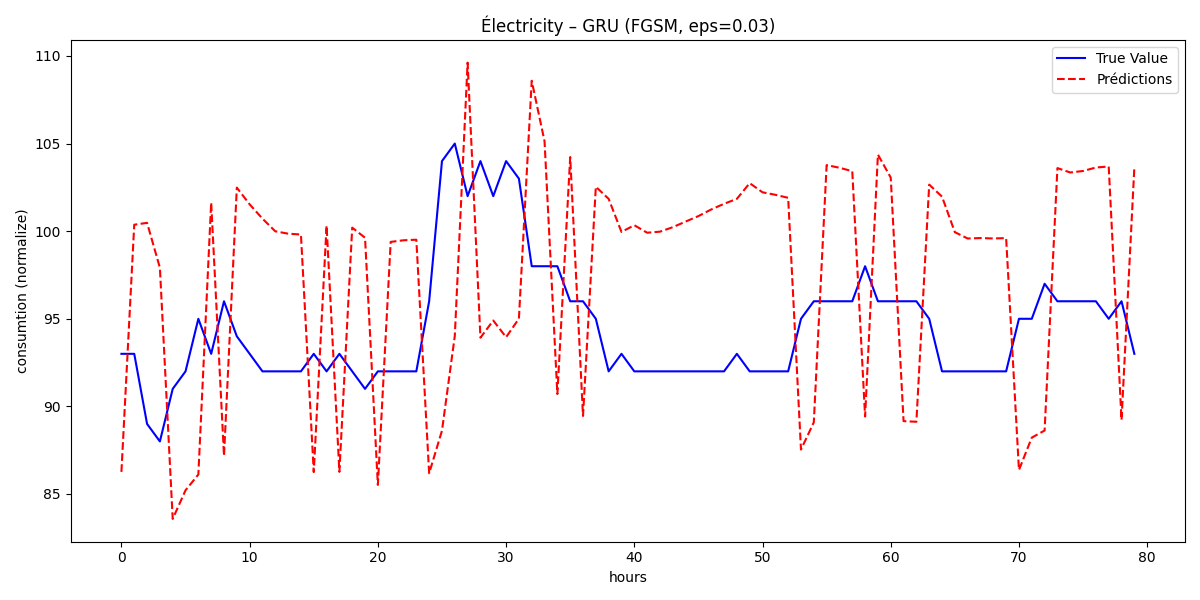 Électricity – GRU (FGSM, eps=0.03)
True Value
Prédictions
consumtion (normalize)
110
105
100
95
90
85
0 10 20 30 40 50 60 70 80
hours